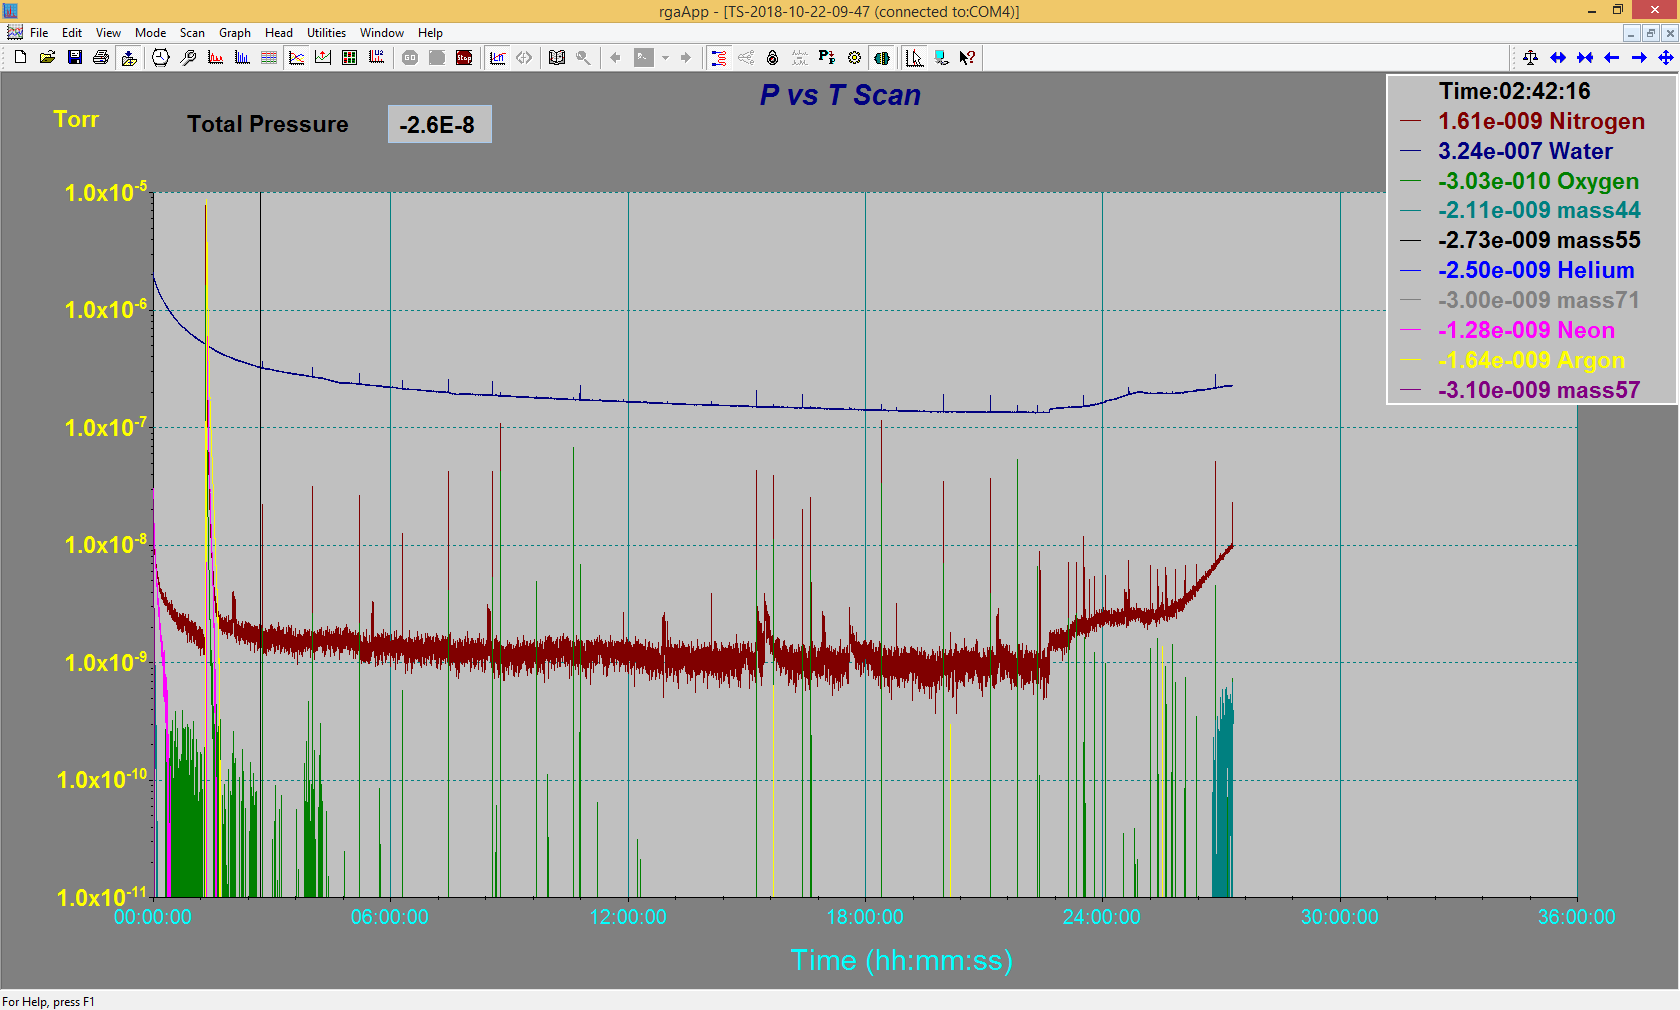 rgaApp - [TS-2018-10-22-09-47 (connected to:COM4)]
File Edit View Mode Scan Graph Head Utilities Window Help
GO Stop
P vs T Scan
Torr
Total Pressure -2.6E-8
Time:02:42:16
1.61e-009 Nitrogen
3.24e-007 Water
-3.03e-010 Oxygen
-2.11e-009 mass44
-2.73e-009 mass55
-2.50e-009 Helium
-3.00e-009 mass71
-1.28e-009 Neon
-1.64e-009 Argon
-3.10e-009 mass57
1.0x10⁻⁵
1.0x10⁻⁶
1.0x10⁻⁷
1.0x10⁻⁸
1.0x10⁻⁹
1.0x10⁻¹⁰
1.0x10⁻¹¹
00:00:00 06:00:00 12:00:00 18:00:00 24:00:00 30:00:00 36:00:00
Time (hh:mm:ss)
For Help, press F1